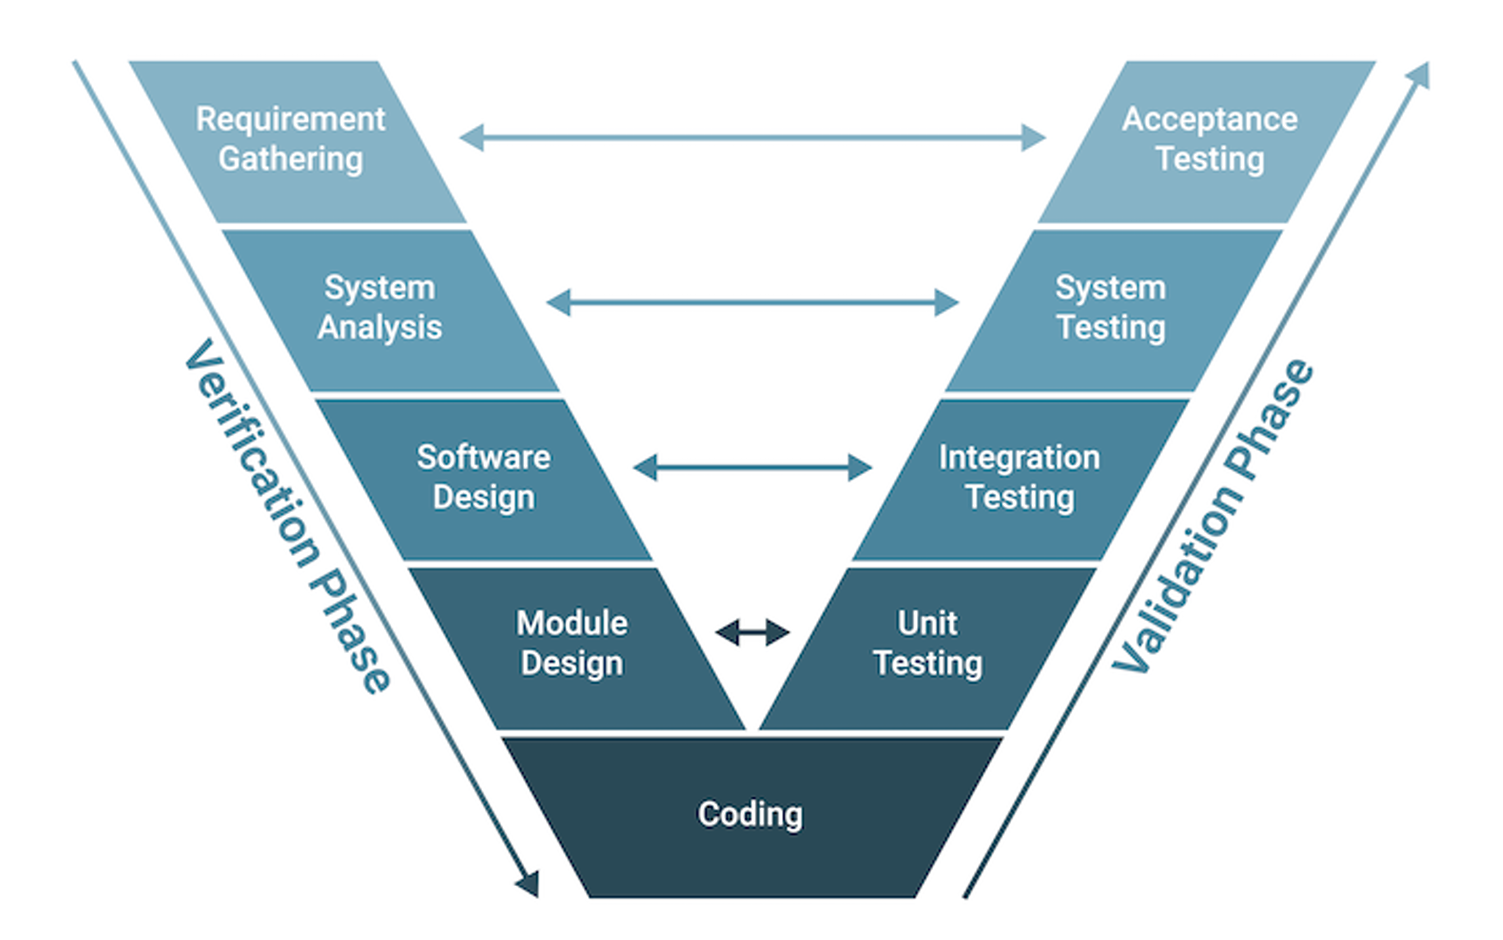 Requirement
Gathering
Acceptance
Testing
System
Analysis
System
Testing
Software
Design
Integration
Testing
Module
Design
Unit
Testing
Coding
Verification Phase
Validation Phase